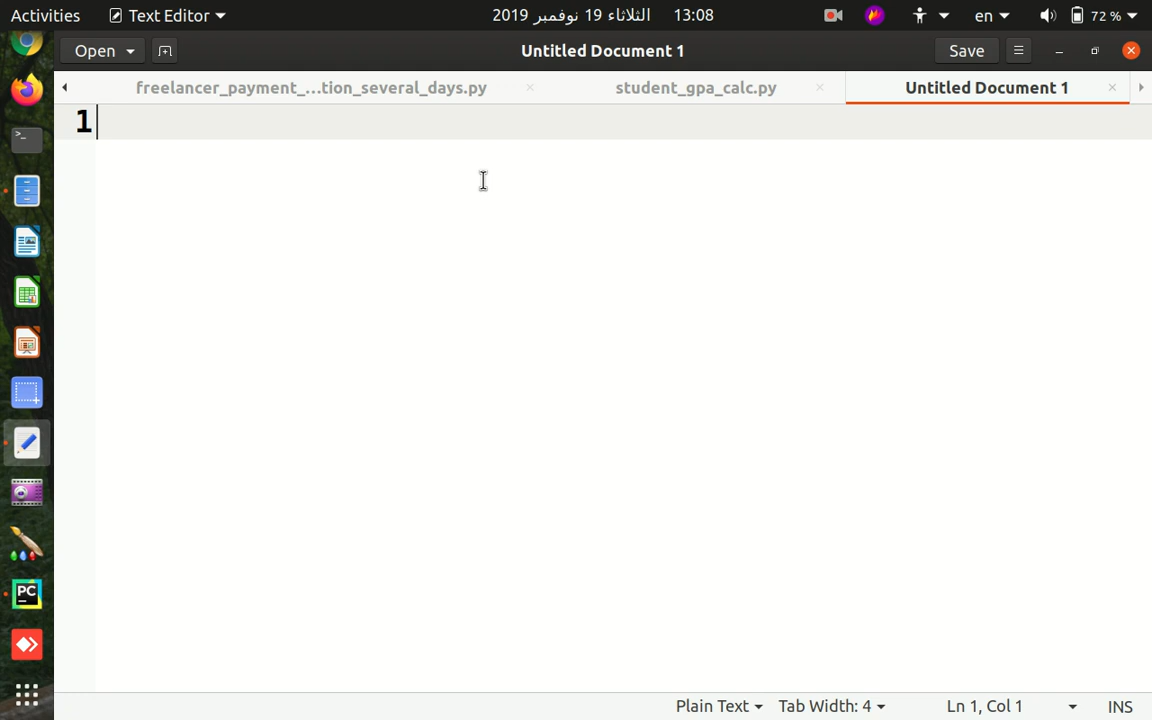 Activities Text Editor الثلاثاء 19 نوفمبر 2019 13:08 en 72 %
Open Untitled Document 1 Save
freelancer_payment_...tion_several_days.py student_gpa_calc.py Untitled Document 1
1
PC
Plain Text Tab Width: 4 Ln 1, Col 1 INS